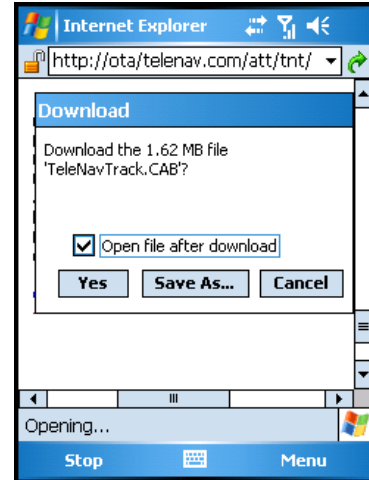 Internet Explorer
http://ota/telenav.com/att/tnt/
Download
Download the 1.62 MB file
'TeleNavTrack.CAB'?
Open file after download
Yes Save As... Cancel
Opening...
Stop Menu